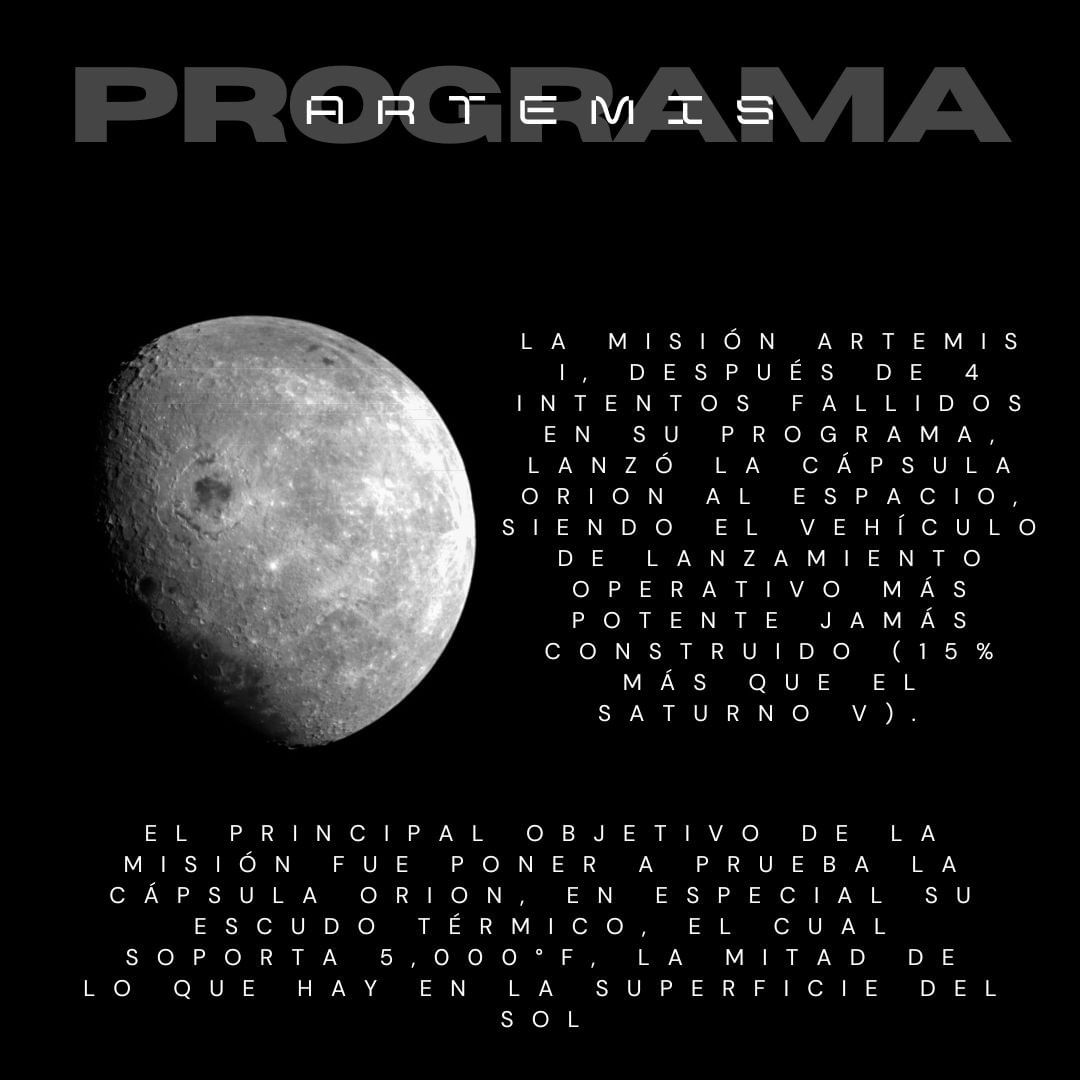 PROGRAMA
ARTEMIS
LA MISIÓN ARTEMIS
I, DESPUÉS DE 4
INTENTOS FALLIDOS
EN SU PROGRAMA,
LANZÓ LA CÁPSULA
ORION AL ESPACIO,
SIENDO EL VEHÍCULO
DE LANZAMIENTO
OPERATIVO MÁS
POTENTE JAMÁS
CONSTRUIDO (15%
MÁS QUE EL
SATURNO V).
EL PRINCIPAL OBJETIVO DE LA
MISIÓN FUE PONER A PRUEBA LA
CÁPSULA ORION, EN ESPECIAL SU
ESCUDO TÉRMICO, EL CUAL
SOPORTA 5,000°F, LA MITAD DE
LO QUE HAY EN LA SUPERFICIE DEL
SOL